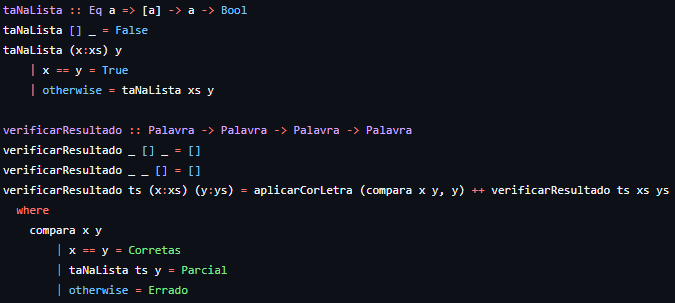 taNaLista :: Eq a => [a] -> a -> Bool
taNaLista [] _ = False
taNaLista (x:xs) y
    | x == y = True
    | otherwise = taNaLista xs y

verificarResultado :: Palavra -> Palavra -> Palavra -> Palavra
verificarResultado _ [] _ = []
verificarResultado _ _ [] = []
verificarResultado ts (x:xs) (y:ys) = aplicarCorLetra (compara x y, y) ++ verificarResultado ts xs ys
  where
    compara x y
        | x == y = Corretas
        | taNaLista ts y = Parcial
        | otherwise = Errado